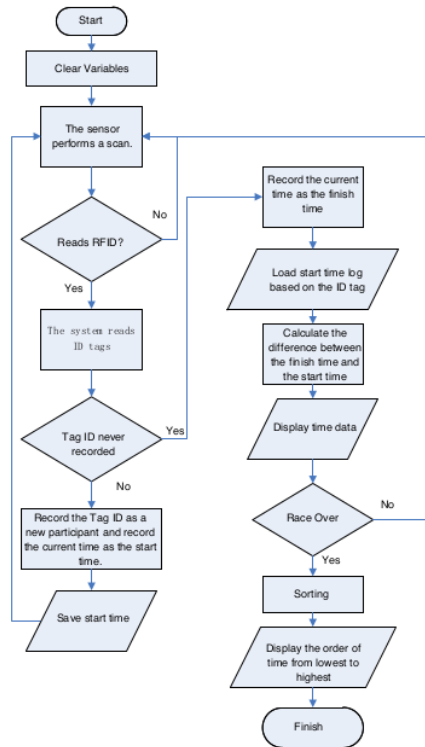 Start
Clear Variables
The sensor
performs a scan.
Reads RFID?
No
Yes
The system reads
ID tags
Tag ID never
recorded
Yes
No
Record the Tag ID as a
new participant and record
the current time as the start
time.
Save start time
Record the current
time as the finish
time
Load start time log
based on the ID tag
Calculate the
difference between
the finish time and
the start time
Display time data
Race Over
No
Yes
Sorting
Display the order of
time from lowest to
highest
Finish